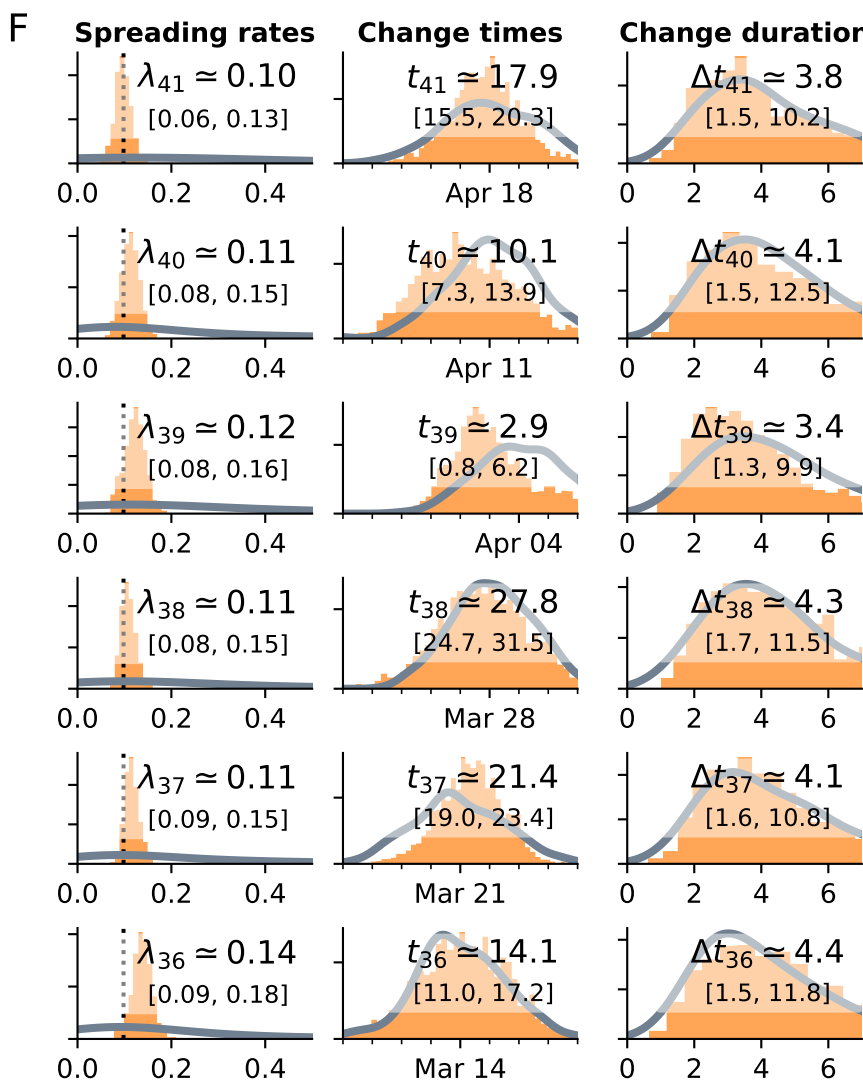 F
Spreading rates Change times Change duration
λ41 ≃ 0.10 t41 ≃ 17.9 Δt41 ≃ 3.8
[0.06, 0.13] [15.5, 20.3] [1.5, 10.2]
0.0 0.2 0.4 Apr 18 0 2 4 6
λ40 ≃ 0.11 t40 ≃ 10.1 Δt40 ≃ 4.1
[0.08, 0.15] [7.3, 13.9] [1.5, 12.5]
0.0 0.2 0.4 Apr 11 0 2 4 6
λ39 ≃ 0.12 t39 ≃ 2.9 Δt39 ≃ 3.4
[0.08, 0.16] [0.8, 6.2] [1.3, 9.9]
0.0 0.2 0.4 Apr 04 0 2 4 6
λ38 ≃ 0.11 t38 ≃ 27.8 Δt38 ≃ 4.3
[0.08, 0.15] [24.7, 31.5] [1.7, 11.5]
0.0 0.2 0.4 Mar 28 0 2 4 6
λ37 ≃ 0.11 t37 ≃ 21.4 Δt37 ≃ 4.1
[0.09, 0.15] [19.0, 23.4] [1.6, 10.8]
0.0 0.2 0.4 Mar 21 0 2 4 6
λ36 ≃ 0.14 t36 ≃ 14.1 Δt36 ≃ 4.4
[0.09, 0.18] [11.0, 17.2] [1.5, 11.8]
0.0 0.2 0.4 Mar 14 0 2 4 6